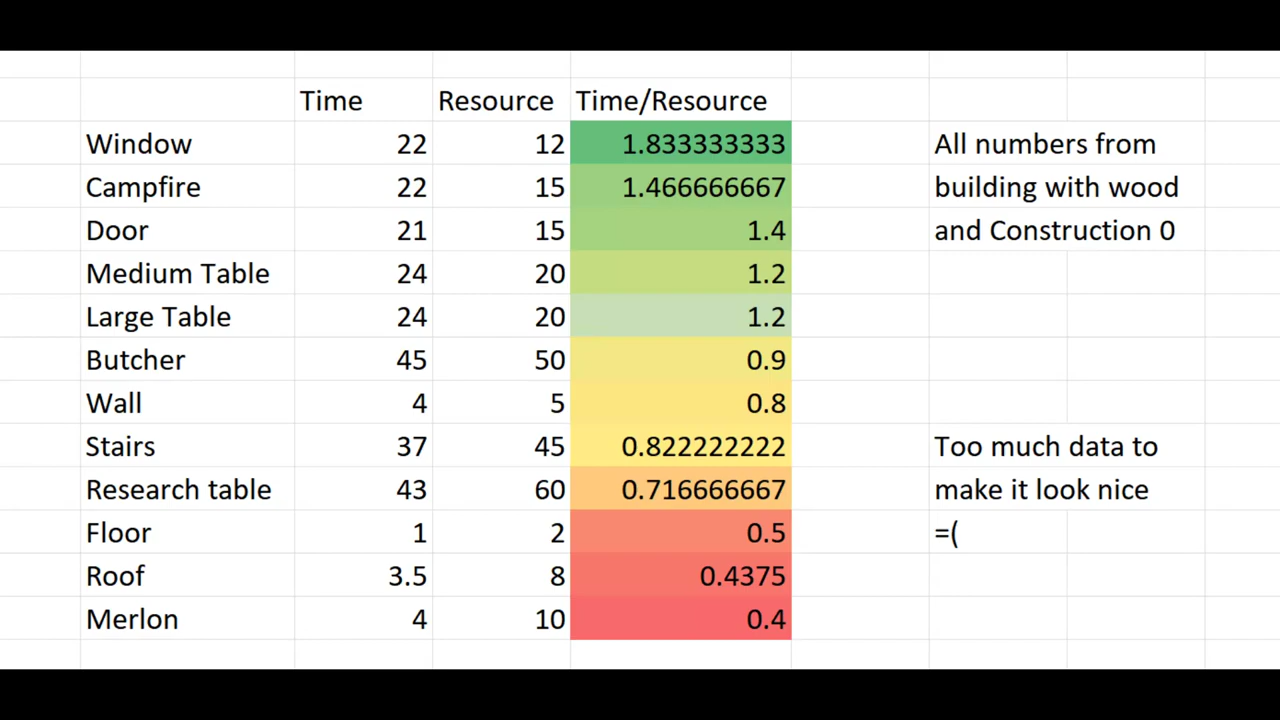 Time Resource Time/Resource
Window 22 12 1.833333333 All numbers from
Campfire 22 15 1.466666667 building with wood
Door 21 15 1.4 and Construction 0
Medium Table 24 20 1.2
Large Table 24 20 1.2
Butcher 45 50 0.9
Wall 4 5 0.8
Stairs 37 45 0.822222222 Too much data to
Research table 43 60 0.716666667 make it look nice
Floor 1 2 0.5 =(
Roof 3.5 8 0.4375
Merlon 4 10 0.4